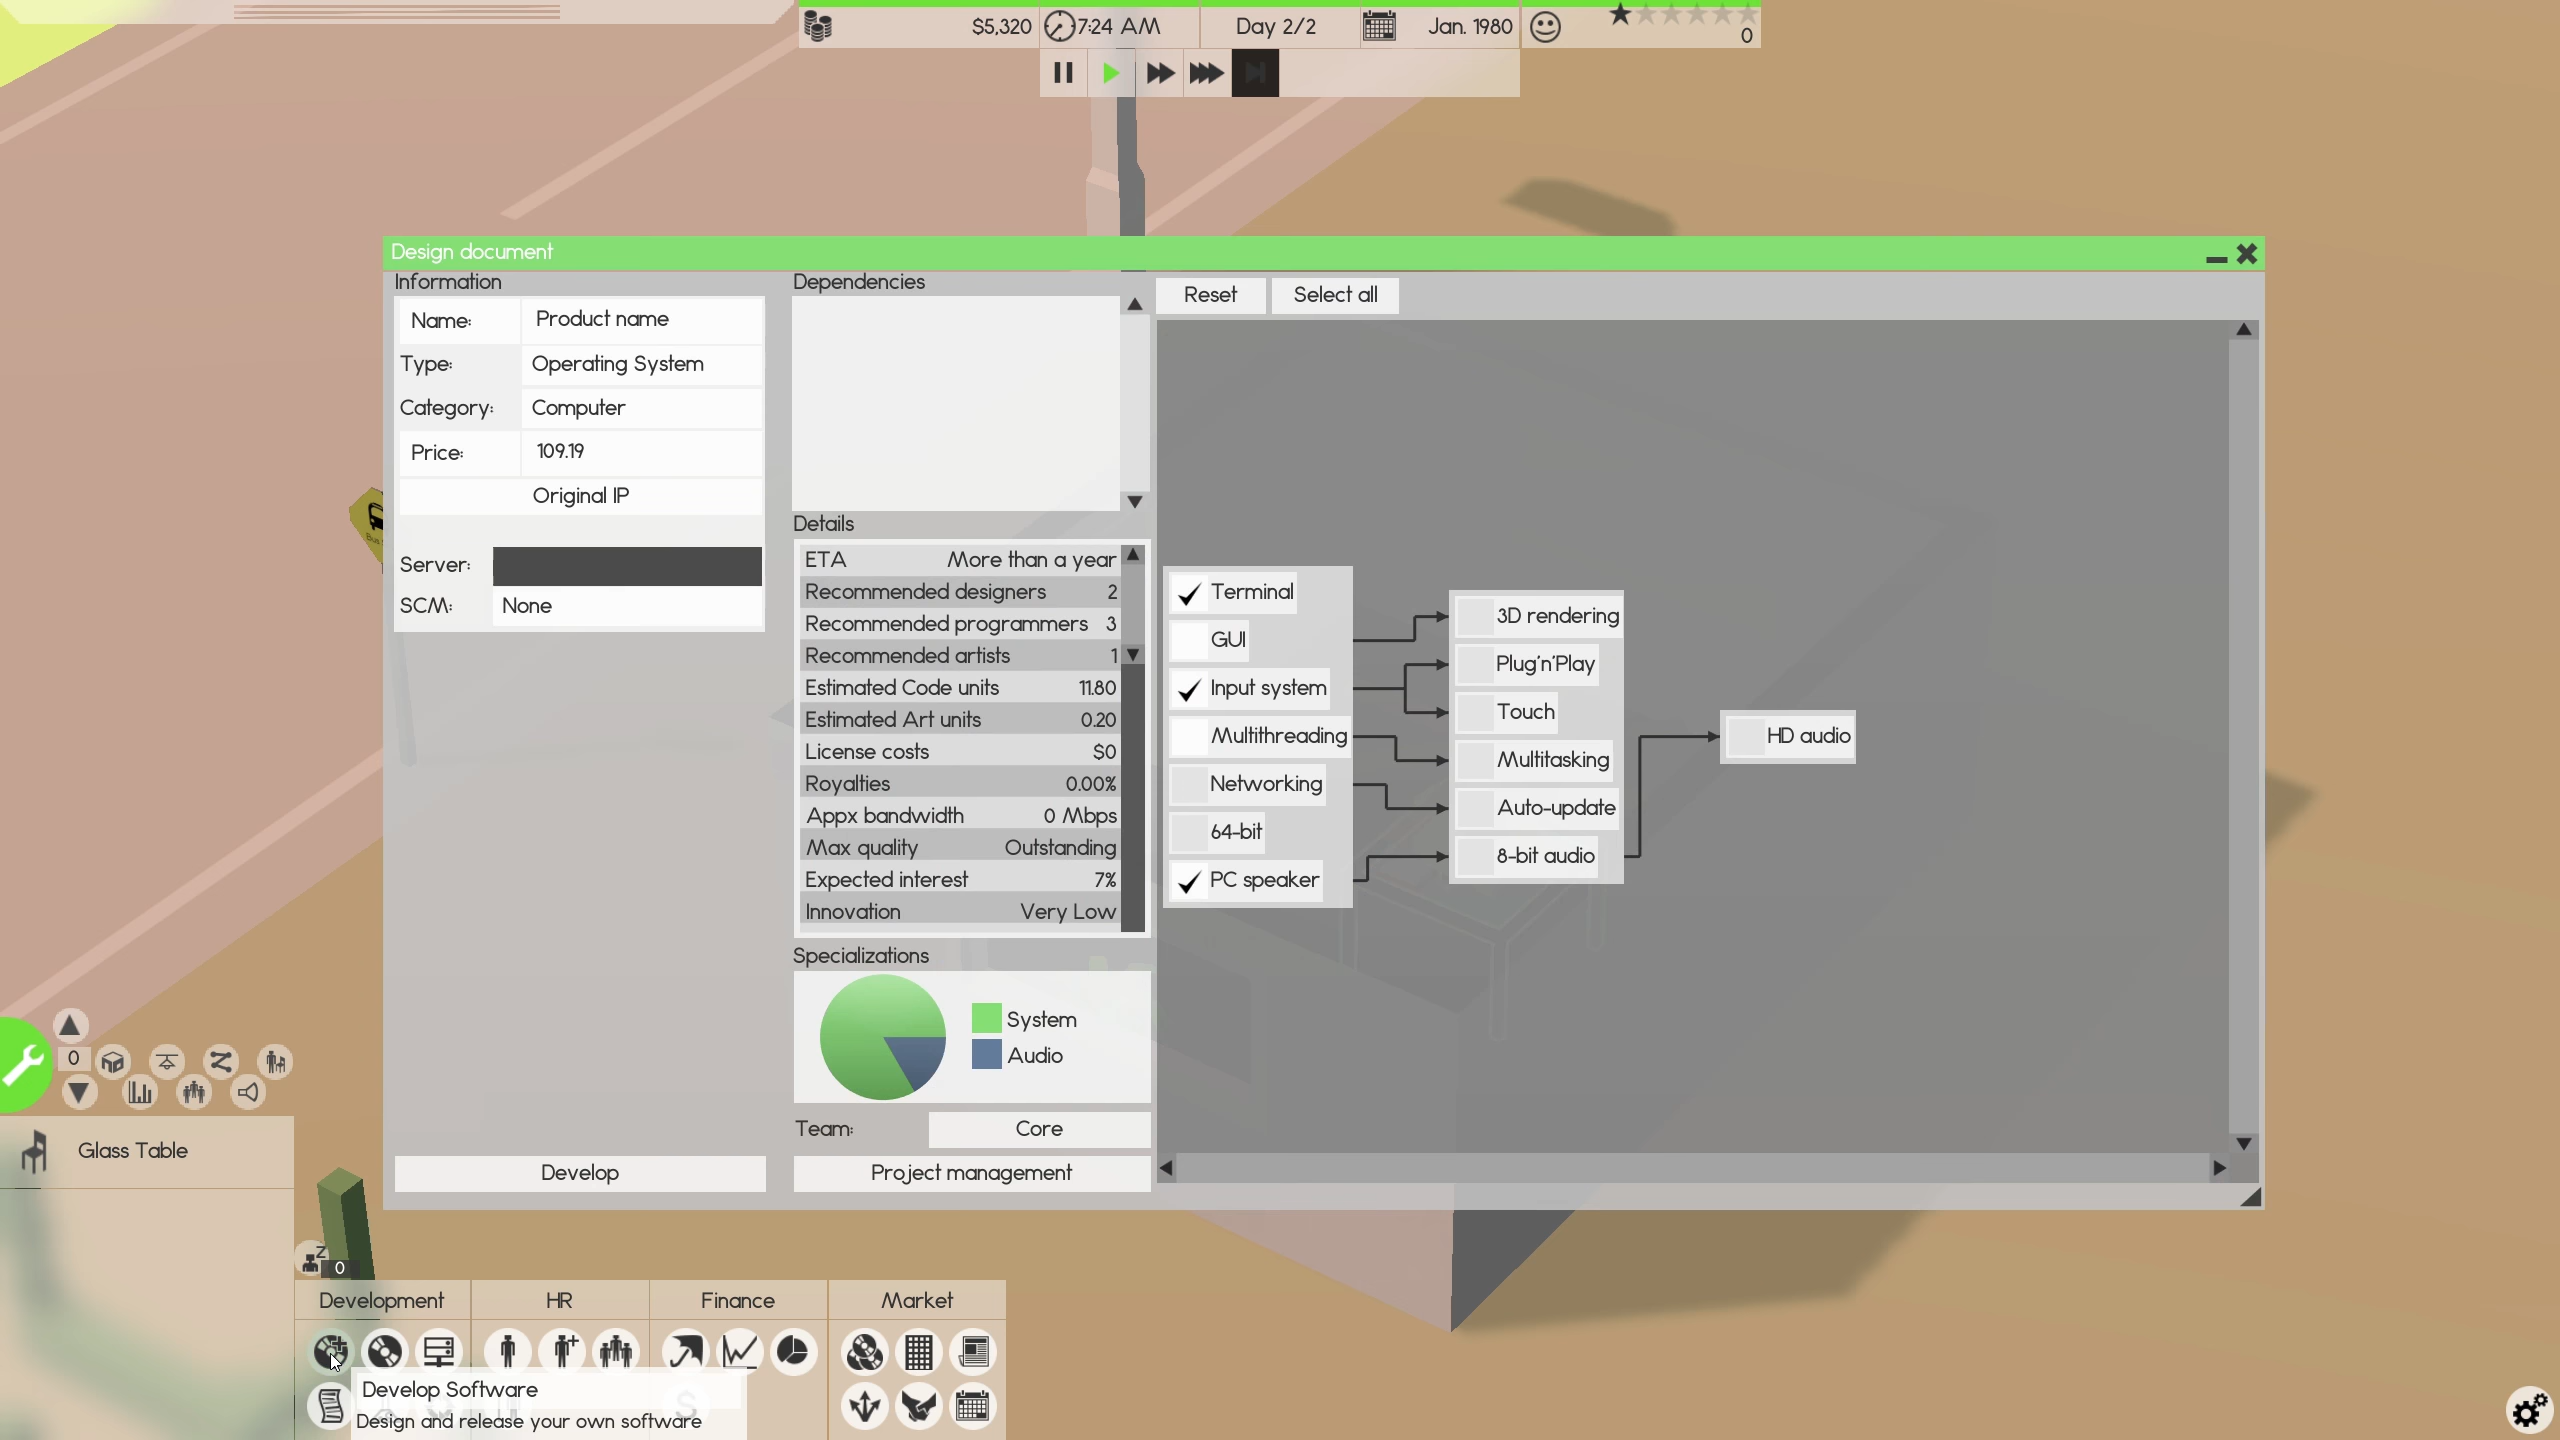 $5,320
7:24 AM
Day 2/2
Jan. 1980
0
Design document
Information
Name: Product name
Type: Operating System
Category: Computer
Price: 109.19
Original IP
Server:
SCM: None
Develop
Dependencies
Details
ETA More than a year
Recommended designers 2
Recommended programmers 3
Recommended artists 1
Estimated Code units 11.80
Estimated Art units 0.20
License costs $0
Royalties 0.00%
Appx bandwidth 0 Mbps
Max quality Outstanding
Expected interest 7%
Innovation Very Low
Specializations
System
Audio
Team: Core
Project management
Reset Select all
Terminal
GUI
Input system
Multithreading
Networking
64-bit
PC speaker
3D rendering
Plug'n'Play
Touch
Multitasking
Auto-update
8-bit audio
HD audio
0
Glass Table
Z
0
Development HR Finance Market
Develop Software
Design and release your own software